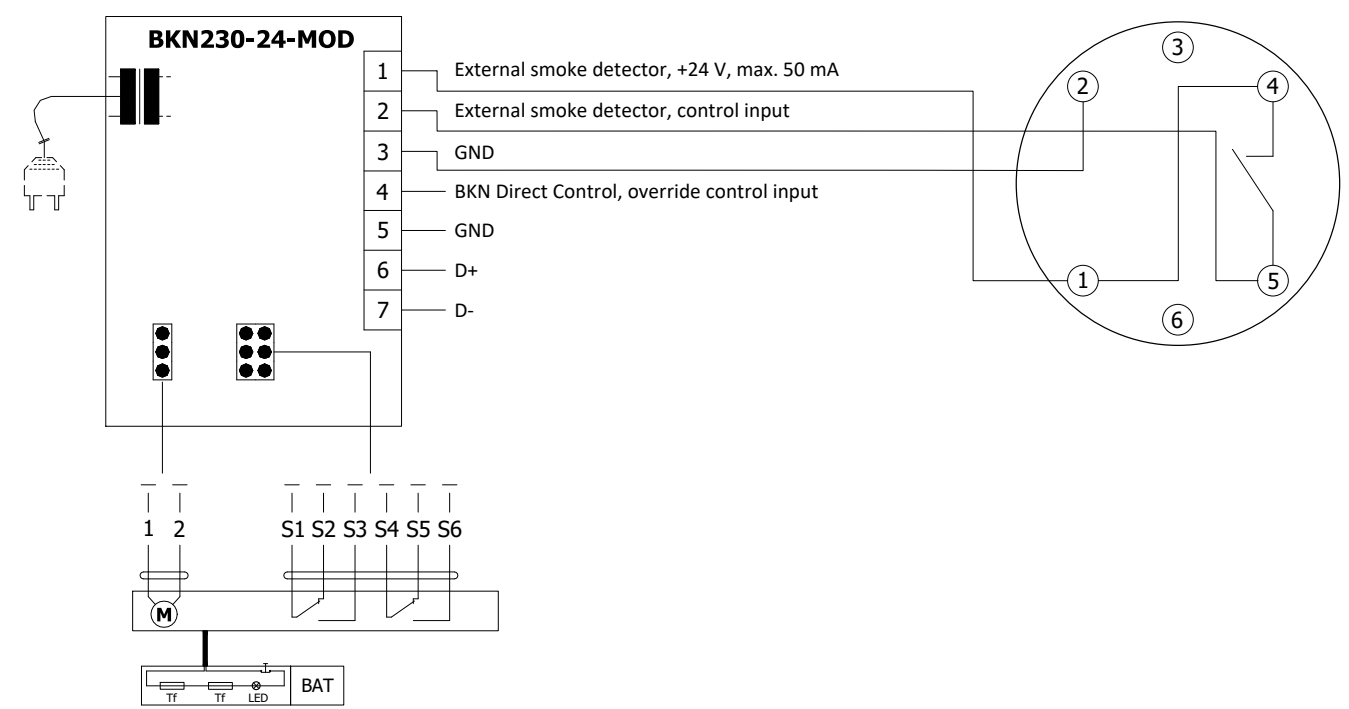 BKN230-24-MOD
1 External smoke detector, +24 V, max. 50 mA
2 External smoke detector, control input
3 GND
4 BKN Direct Control, override control input
5 GND
6 D+
7 D-
3
2 4
1 5
6
1 2 S1 S2 S3 S4 S5 S6
M
Tf Tf LED BAT